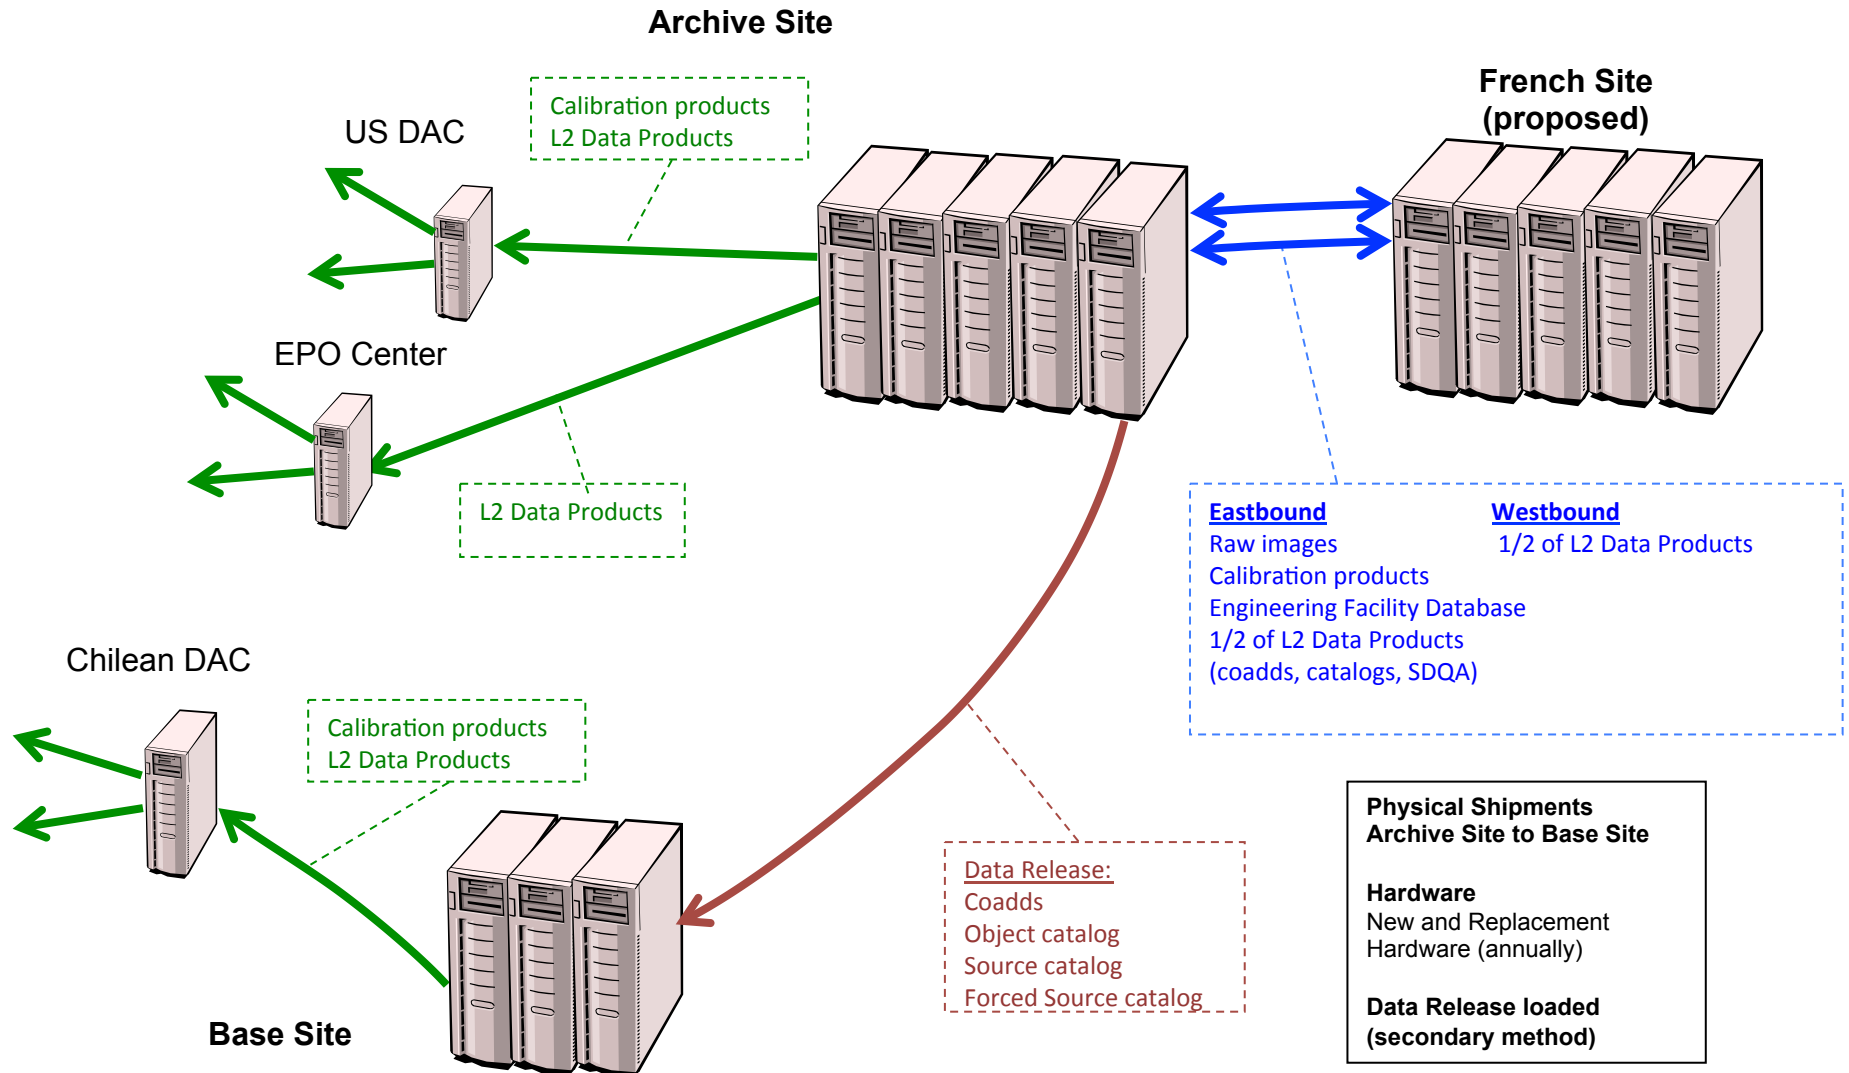 Archive Site
French Site
(proposed)
Calibration products
L2 Data Products
US DAC
EPO Center
L2 Data Products
Eastbound
Raw images
Calibration products
Engineering Facility Database
1/2 of L2 Data Products
(coadds, catalogs, SDQA)
Westbound
1/2 of L2 Data Products
Chilean DAC
Calibration products
L2 Data Products
Data Release:
Coadds
Object catalog
Source catalog
Forced Source catalog
Physical Shipments
Archive Site to Base Site
Hardware
New and Replacement
Hardware (annually)
Data Release loaded
(secondary method)
Base Site